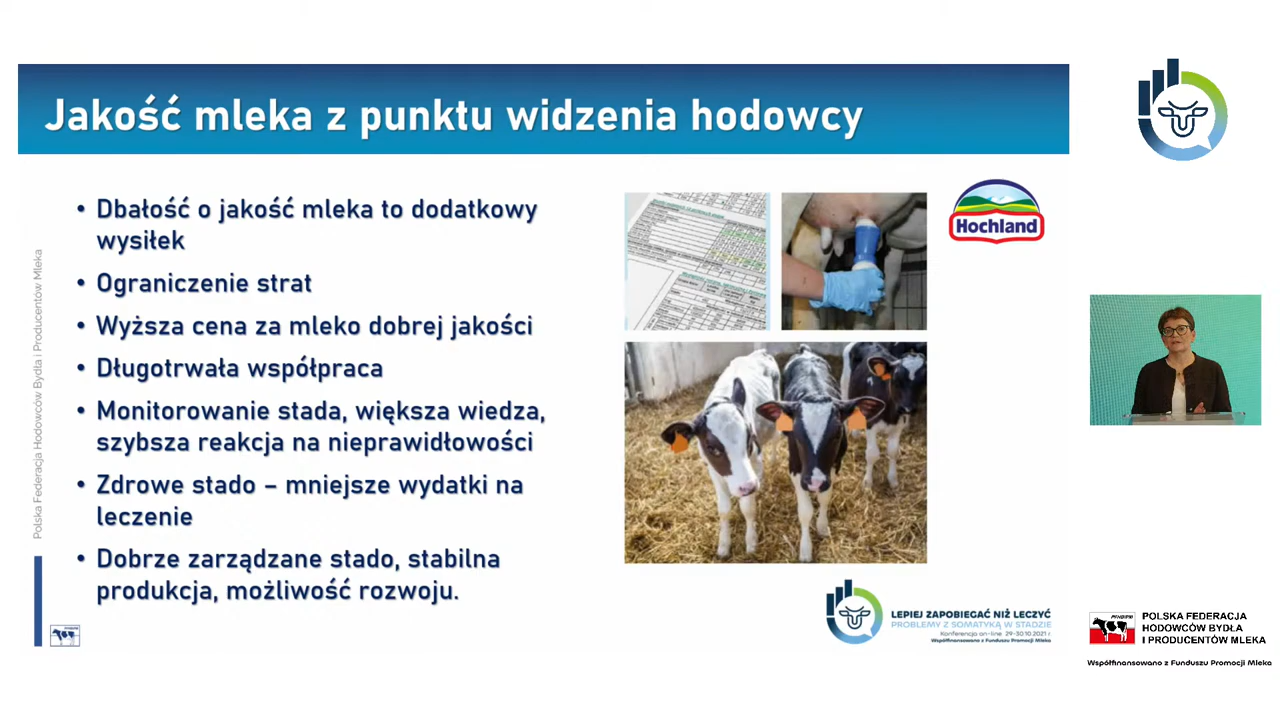 Jakość mleka z punktu widzenia hodowcy
• Dbałość o jakość mleka to dodatkowy
wysiłek
• Ograniczenie strat
• Wyższa cena za mleko dobrej jakości
• Długotrwała współpraca
• Monitorowanie stada, większa wiedza,
szybsza reakcja na nieprawidłowości
• Zdrowe stado – mniejsze wydatki na
leczenie
• Dobrze zarządzane stado, stabilna
produkcja, możliwość rozwoju.
Polska Federacja Hodowców Bydła i Producentów Mleka
Hochland
LEPIEJ ZAPOBIEGAĆ NIŻ LECZYĆ
PROBLEMY Z SOMATYKĄ W STADZIE
Konferencja on-line, 29-30.10.2021 r.
Współfinansowano z Funduszu Promocji Mleka
POLSKA FEDERACJA
HODOWCÓW BYDŁA
I PRODUCENTÓW MLEKA
Współfinansowano z Funduszu Promocji Mleka